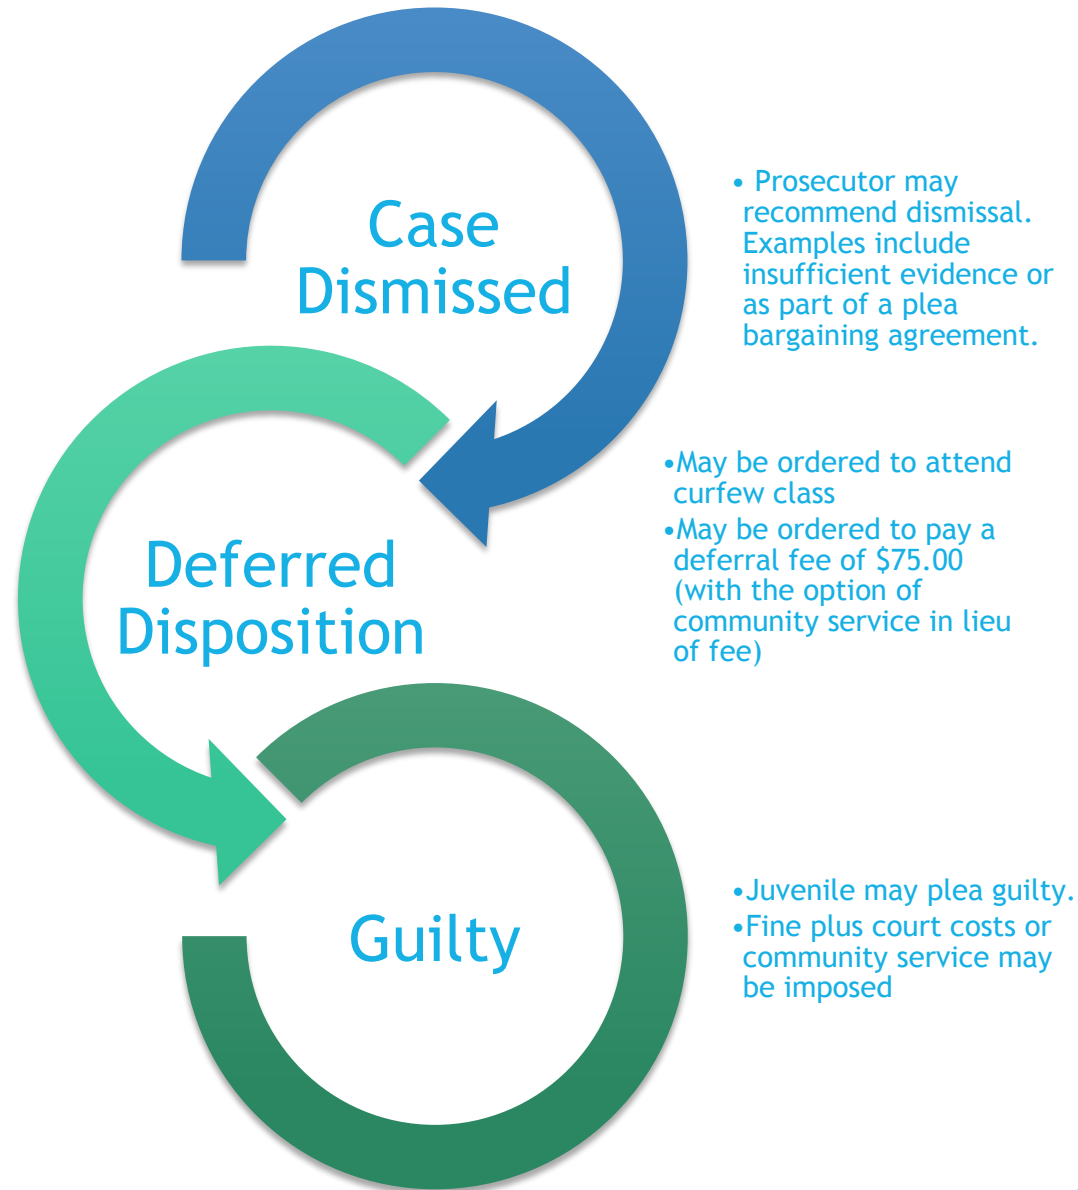 Case
Dismissed
• Prosecutor may
recommend dismissal.
Examples include
insufficient evidence or
as part of a plea
bargaining agreement.
Deferred
Disposition
•May be ordered to attend
curfew class
•May be ordered to pay a
deferral fee of $75.00
(with the option of
community service in lieu
of fee)
Guilty
•Juvenile may plea guilty.
•Fine plus court costs or
community service may
be imposed